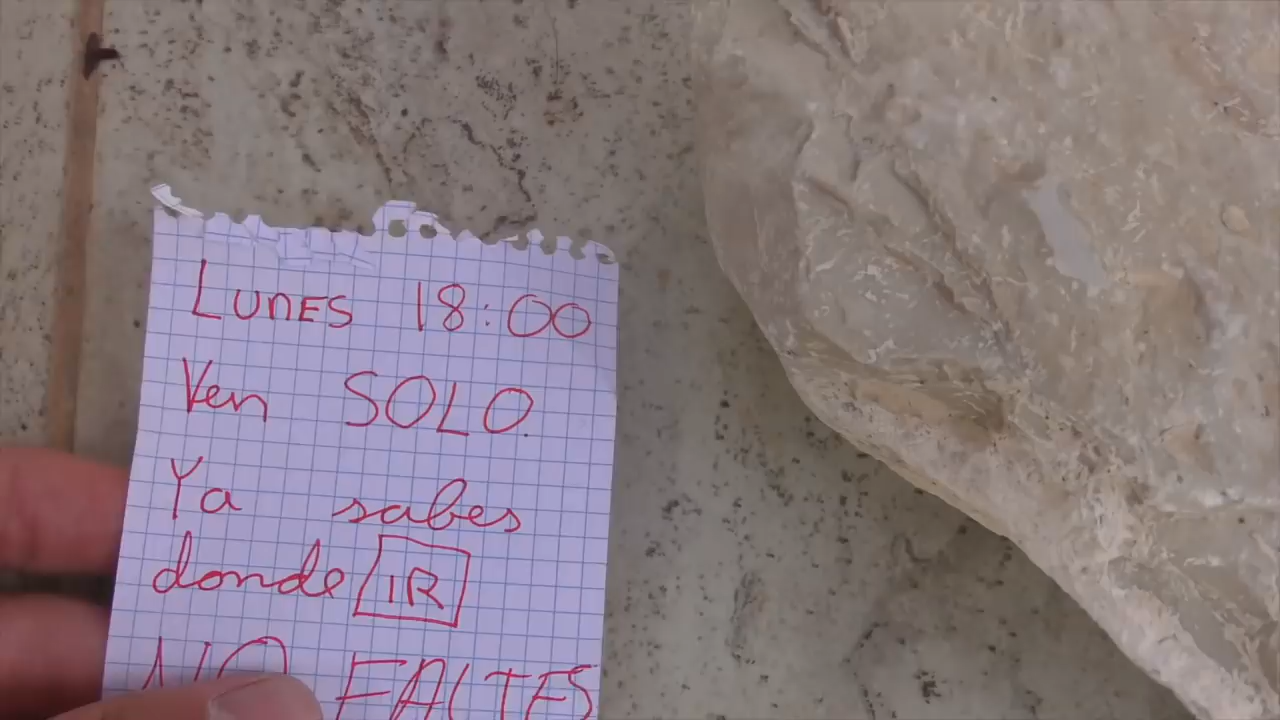 LUNES 18:00
Ven SOLO.
Ya sabes
donde IR
NO FALTES